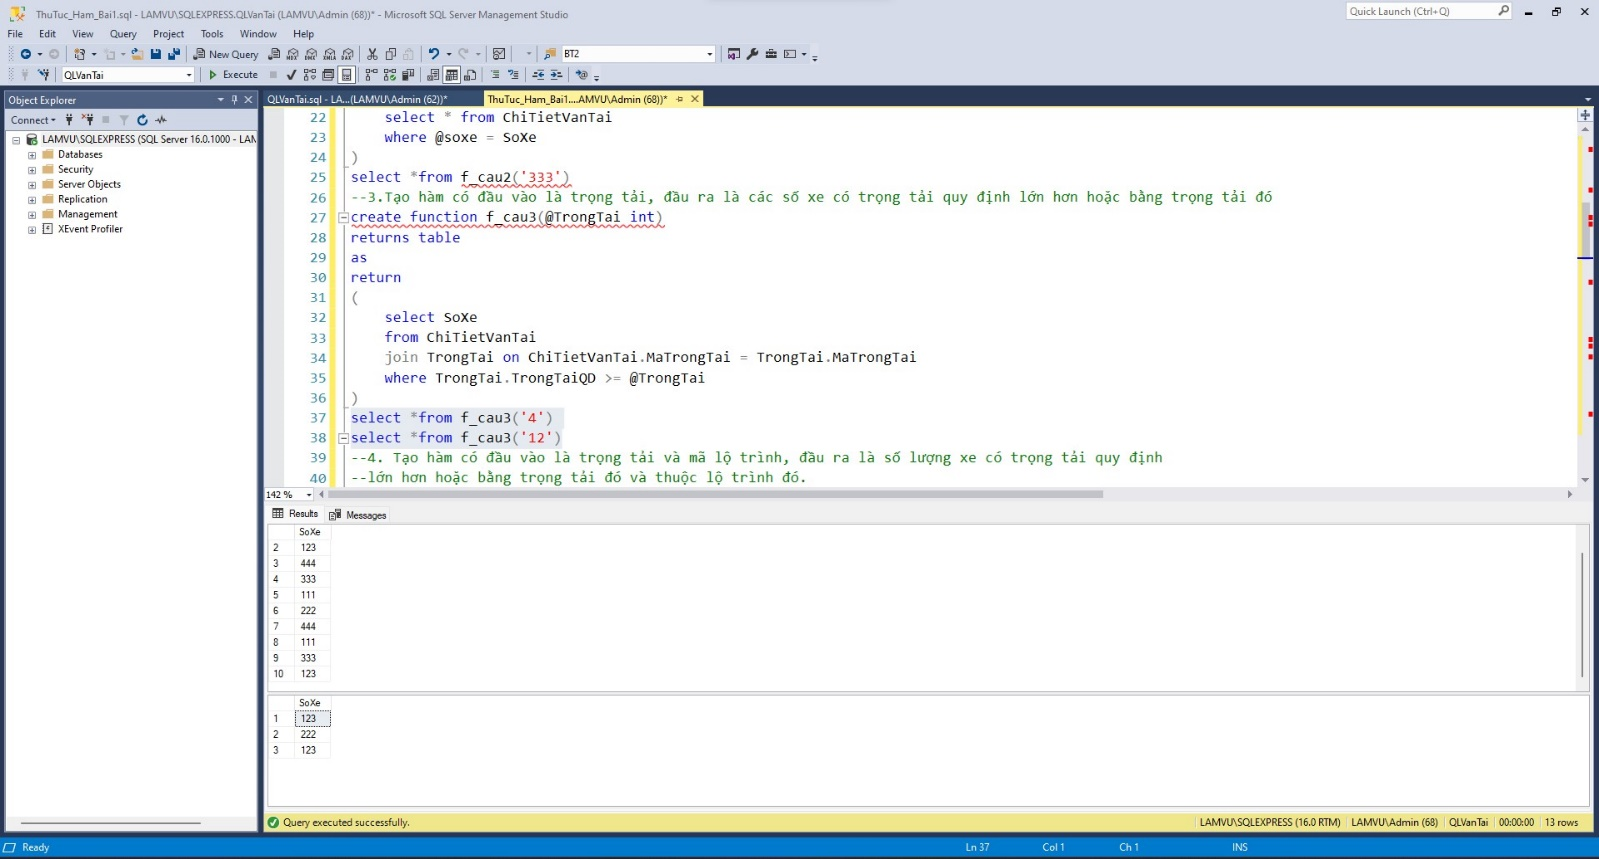 ThuTuc_Ham_Bai1.sql - LAMVU\SQLEXPRESS.QLVanTai (LAMVU\Admin (68))* - Microsoft SQL Server Management Studio
Quick Launch (Ctrl+Q)
File Edit View Query Project Tools Window Help
New Query
BT2
QLVanTai
Execute
Object Explorer
QLVanTai.sql - LA...(LAMVU\Admin (62))*
ThuTuc_Ham_Bai1....AMVU\Admin (68))*
Connect
LAMVU\SQLEXPRESS (SQL Server 16.0.1000 - LAM
Databases
Security
Server Objects
Replication
Management
XEvent Profiler
22 select * from ChiTietVanTai
23 where @soxe = SoXe
24 )
25 select *from f_cau2('333')
26 --3.Tạo hàm có đầu vào là trọng tải, đầu ra là các số xe có trọng tải quy định lớn hơn hoặc bằng trọng tải đó
27 create function f_cau3(@TrongTai int)
28 returns table
29 as
30 return
31 (
32 select SoXe
33 from ChiTietVanTai
34 join TrongTai on ChiTietVanTai.MaTrongTai = TrongTai.MaTrongTai
35 where TrongTai.TrongTaiQD >= @TrongTai
36 )
37 select *from f_cau3('4')
38 select *from f_cau3('12')
39 --4. Tạo hàm có đầu vào là trọng tải và mã lộ trình, đầu ra là số lượng xe có trọng tải quy định
40 --lớn hơn hoặc bằng trọng tải đó và thuộc lộ trình đó.
142 %
Results Messages
SoXe
2 123
3 444
4 333
5 111
6 222
7 444
8 111
9 333
10 123
SoXe
1 123
2 222
3 123
Query executed successfully.
LAMVU\SQLEXPRESS (16.0 RTM) LAMVU\Admin (68) QLVanTai 00:00:00 13 rows
Ready
Ln 37 Col 1 Ch 1 INS